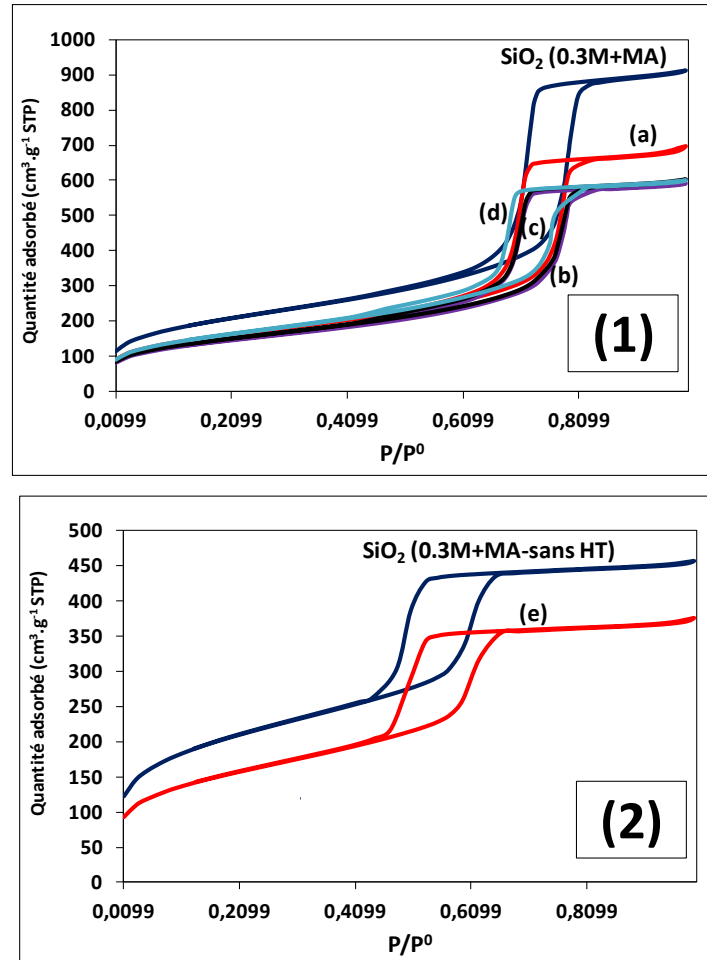 1000
900
800
700
600
500
400
300
200
100
0
Quantité adsorbé (cm³.g⁻¹ STP)
SiO₂ (0.3M+MA)
(a)
(d)
(c)
(b)
(1)
0,0099 0,2099 0,4099 0,6099 0,8099
P/P⁰
500
450
400
350
300
250
200
150
100
50
0
Quantité adsorbé (cm³.g⁻¹ STP)
SiO₂ (0.3M+MA-sans HT)
(e)
(2)
0,0099 0,2099 0,4099 0,6099 0,8099
P/P⁰